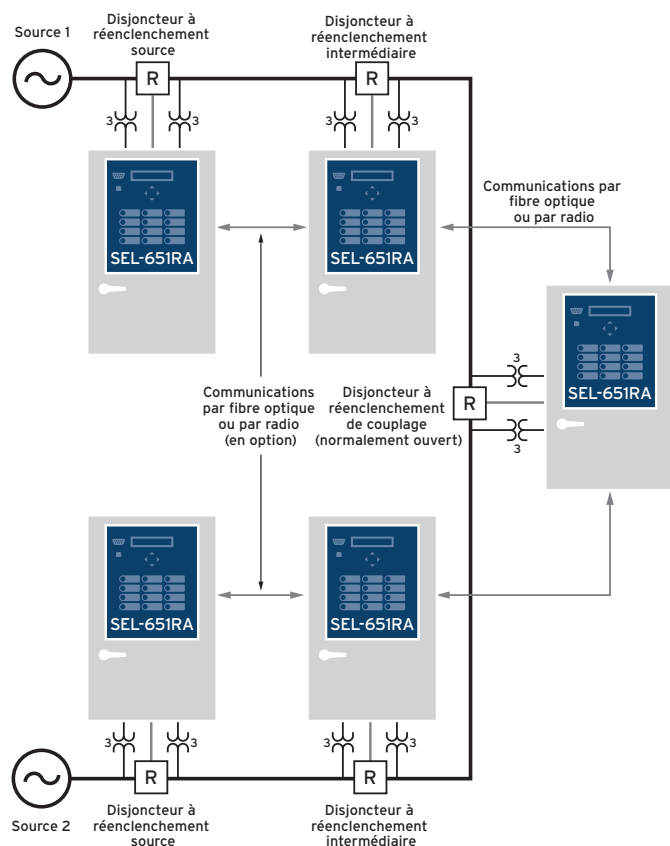 Source 1
Disjoncteur à
réenclenchement
source
R
3
3
SEL-651RA
Disjoncteur à
réenclenchement
intermédiaire
R
3
3
SEL-651RA
Communications par
fibre optique
ou par radio
SEL-651RA
3
R
3
Communications
par fibre optique
ou par radio
(en option)
Disjoncteur à
réenclenchement
de couplage
(normalement ouvert)
SEL-651RA
3
3
R
Source 2
Disjoncteur à
réenclenchement
source
SEL-651RA
3
3
R
Disjoncteur à
réenclenchement
intermédiaire